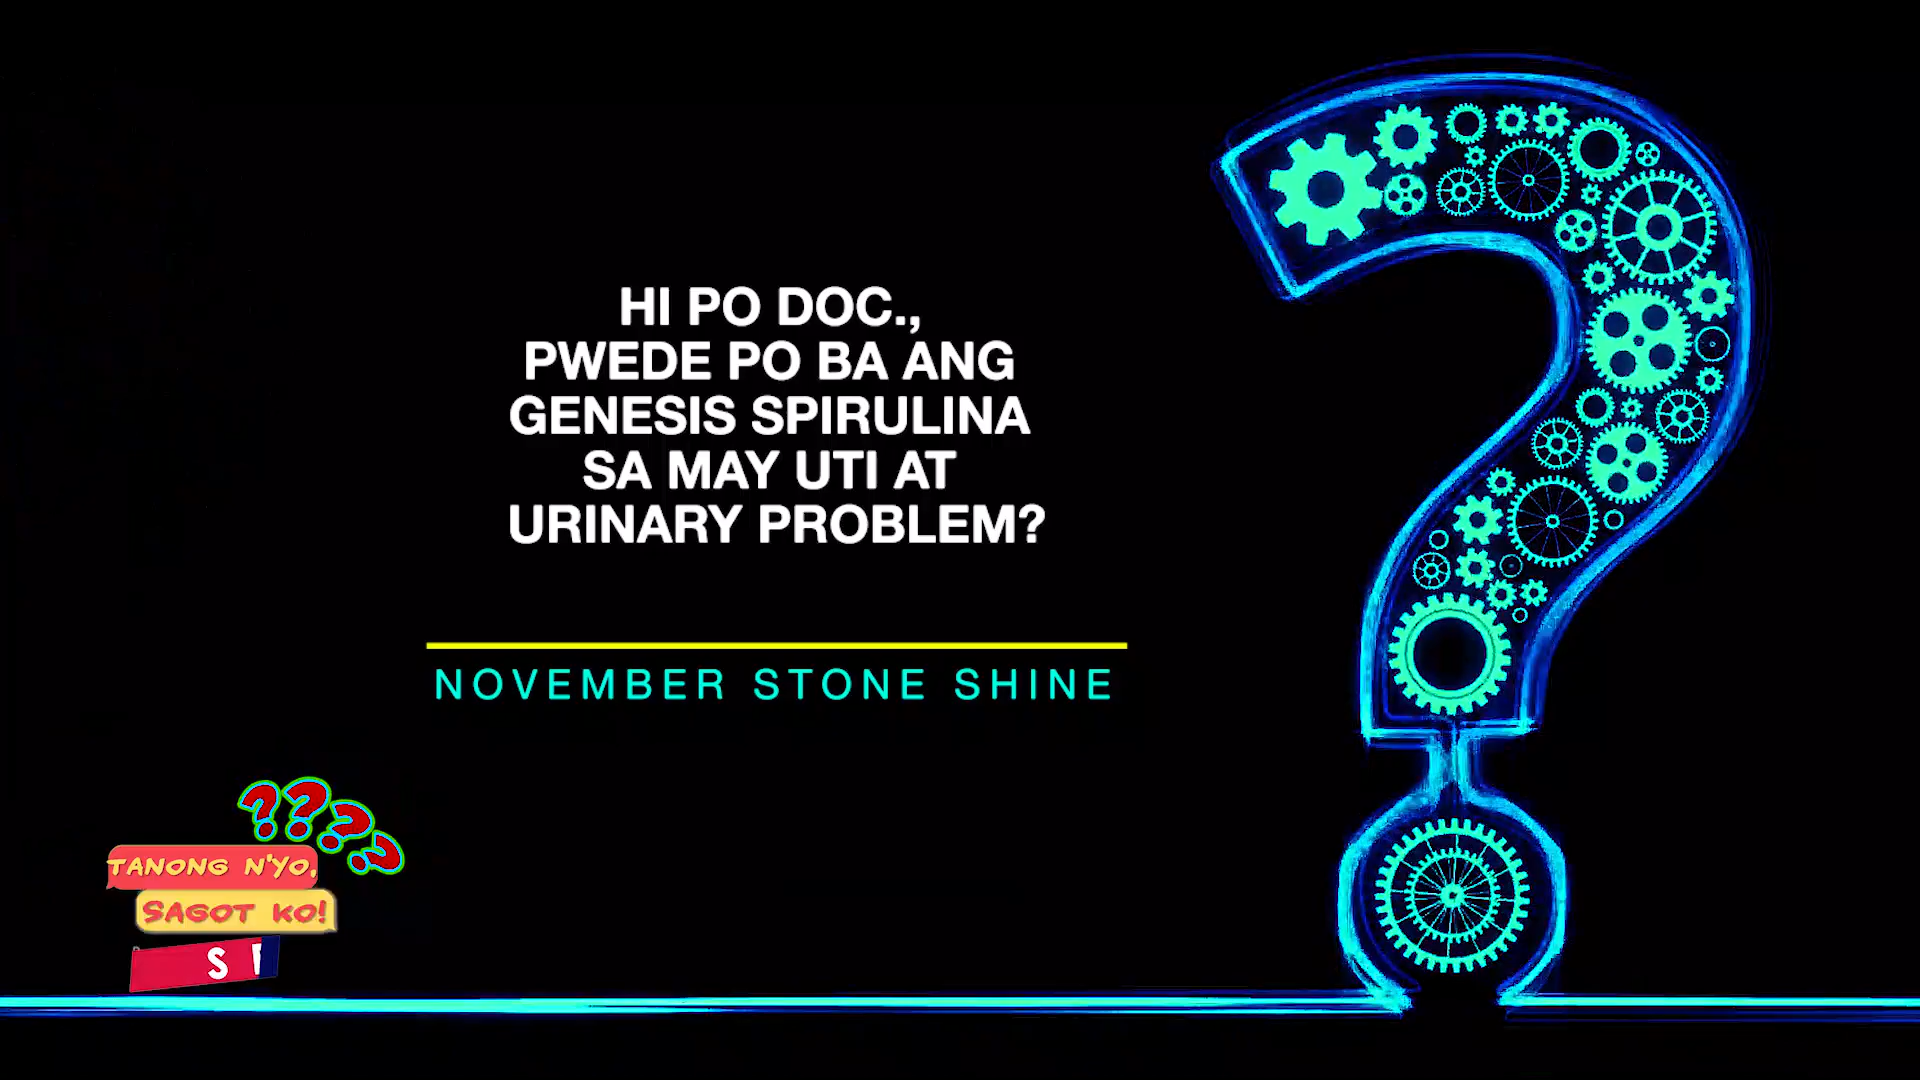 HI PO DOC.,
PWEDE PO BA ANG
GENESIS SPIRULINA
SA MAY UTI AT
URINARY PROBLEM?
NOVEMBER STONE SHINE
TANONG N'YO,
SAGOT KO!